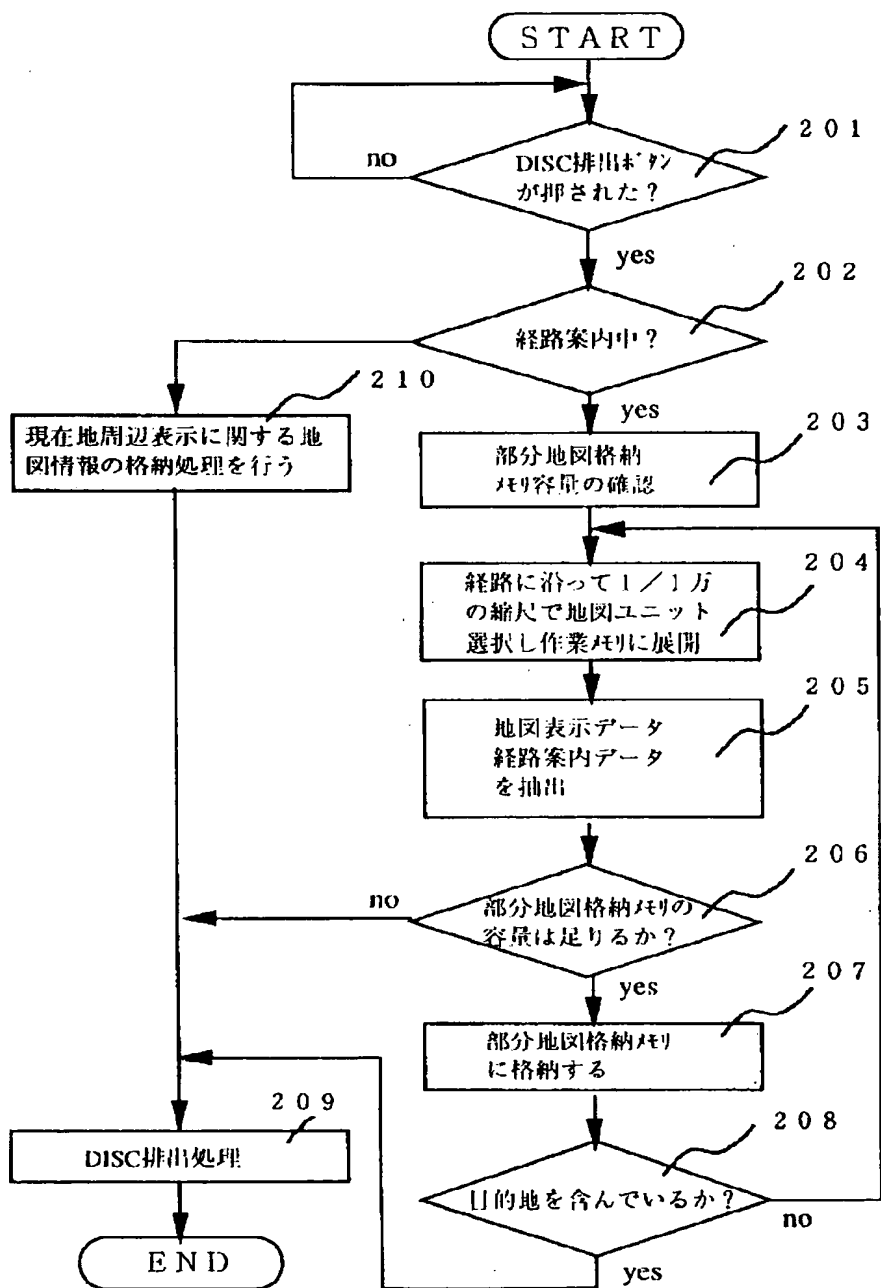 START
201
DISC排出ボタン
が押された？
no
yes
202
経路案内中？
210
yes
現在地周辺表示に関する地
図情報の格納処理を行う
203
部分地図格納
メモリ容量の確認
204
経路に沿って１／１万
の縮尺で地図ユニット
選択し作業メモリに展開
205
地図表示データ
経路案内データ
を抽出
206
no
部分地図格納メモリの
容量は足りるか？
yes
207
部分地図格納メモリ
に格納する
209
208
DISC排出処理
目的地を含んでいるか？
no
END
yes